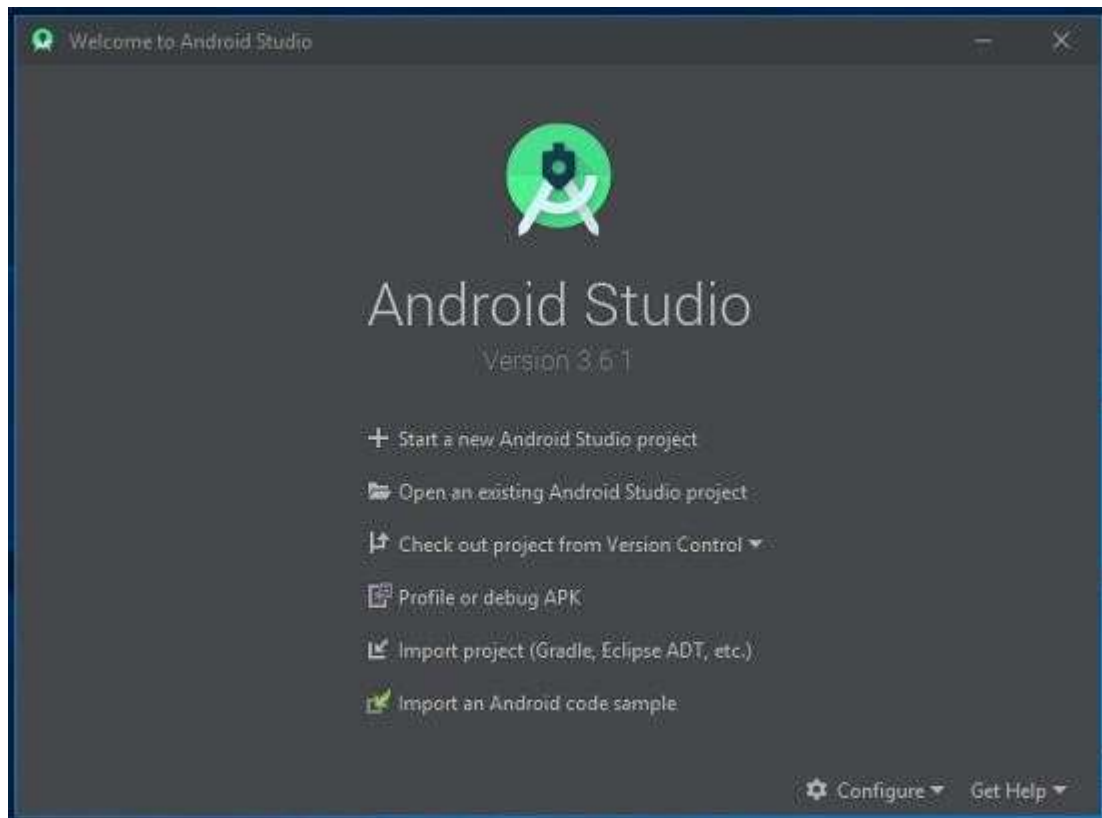 Welcome to Android Studio
Android Studio
Version 3.6.1
Start a new Android Studio project
Open an existing Android Studio project
Check out project from Version Control
Profile or debug APK
Import project (Gradle, Eclipse ADT, etc.)
Import an Android code sample
Configure Get Help